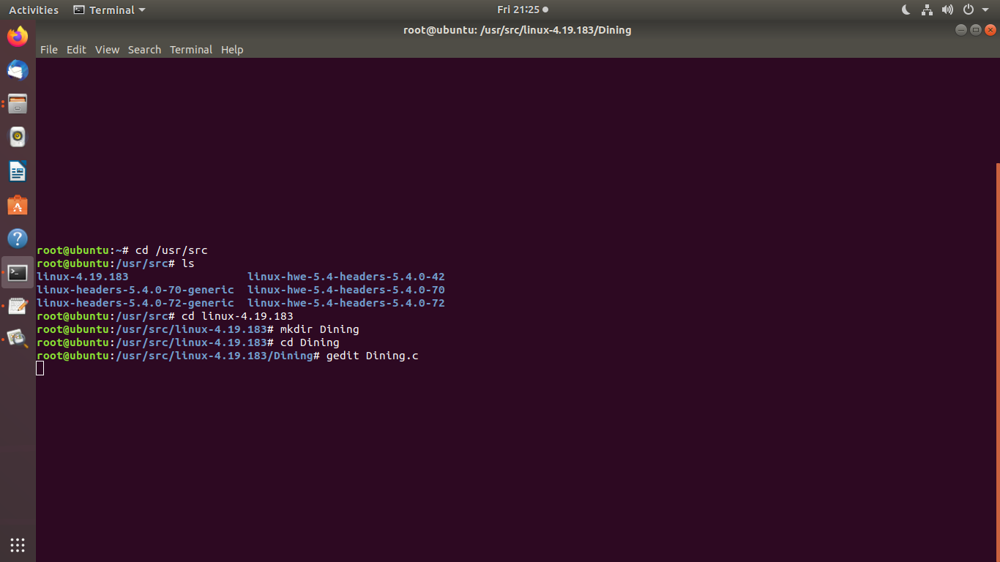 Activities Terminal Fri 21:25
root@ubuntu: /usr/src/linux-4.19.183/Dining
File Edit View Search Terminal Help
root@ubuntu:~# cd /usr/src
root@ubuntu:/usr/src# ls
linux-4.19.183 linux-hwe-5.4-headers-5.4.0-42
linux-headers-5.4.0-70-generic linux-hwe-5.4-headers-5.4.0-70
linux-headers-5.4.0-72-generic linux-hwe-5.4-headers-5.4.0-72
root@ubuntu:/usr/src# cd linux-4.19.183
root@ubuntu:/usr/src/linux-4.19.183# mkdir Dining
root@ubuntu:/usr/src/linux-4.19.183# cd Dining
root@ubuntu:/usr/src/linux-4.19.183/Dining# gedit Dining.c